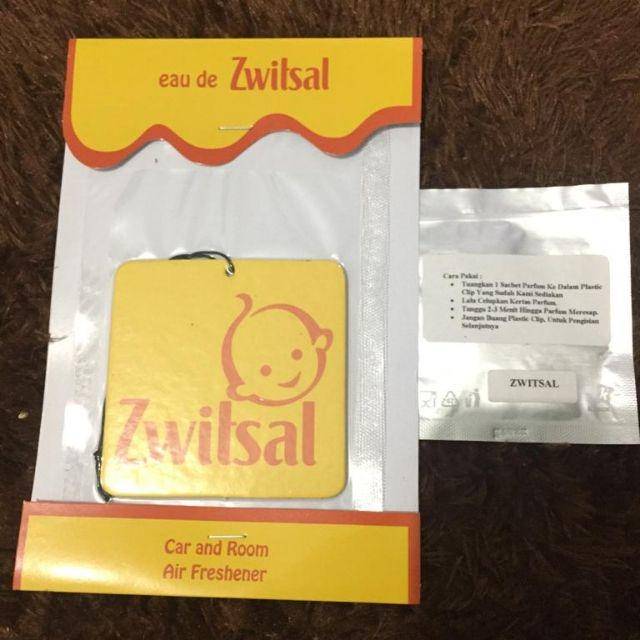 eau de Zwitsal
Zwitsal
Car and Room
Air Freshener
Cara Pakai :
• Tuangkan 1 Sachet Parfum Ke Dalam Plastic
Clip Yang Sudah Kami Sediakan
• Lalu Celupkan Kertas Parfum.
• Tunggu 2-3 Menit Hingga Parfum Meresap.
• Jangan Buang Plastic Clip, Untuk Pengisian
Selanjutnya
ZWITSAL